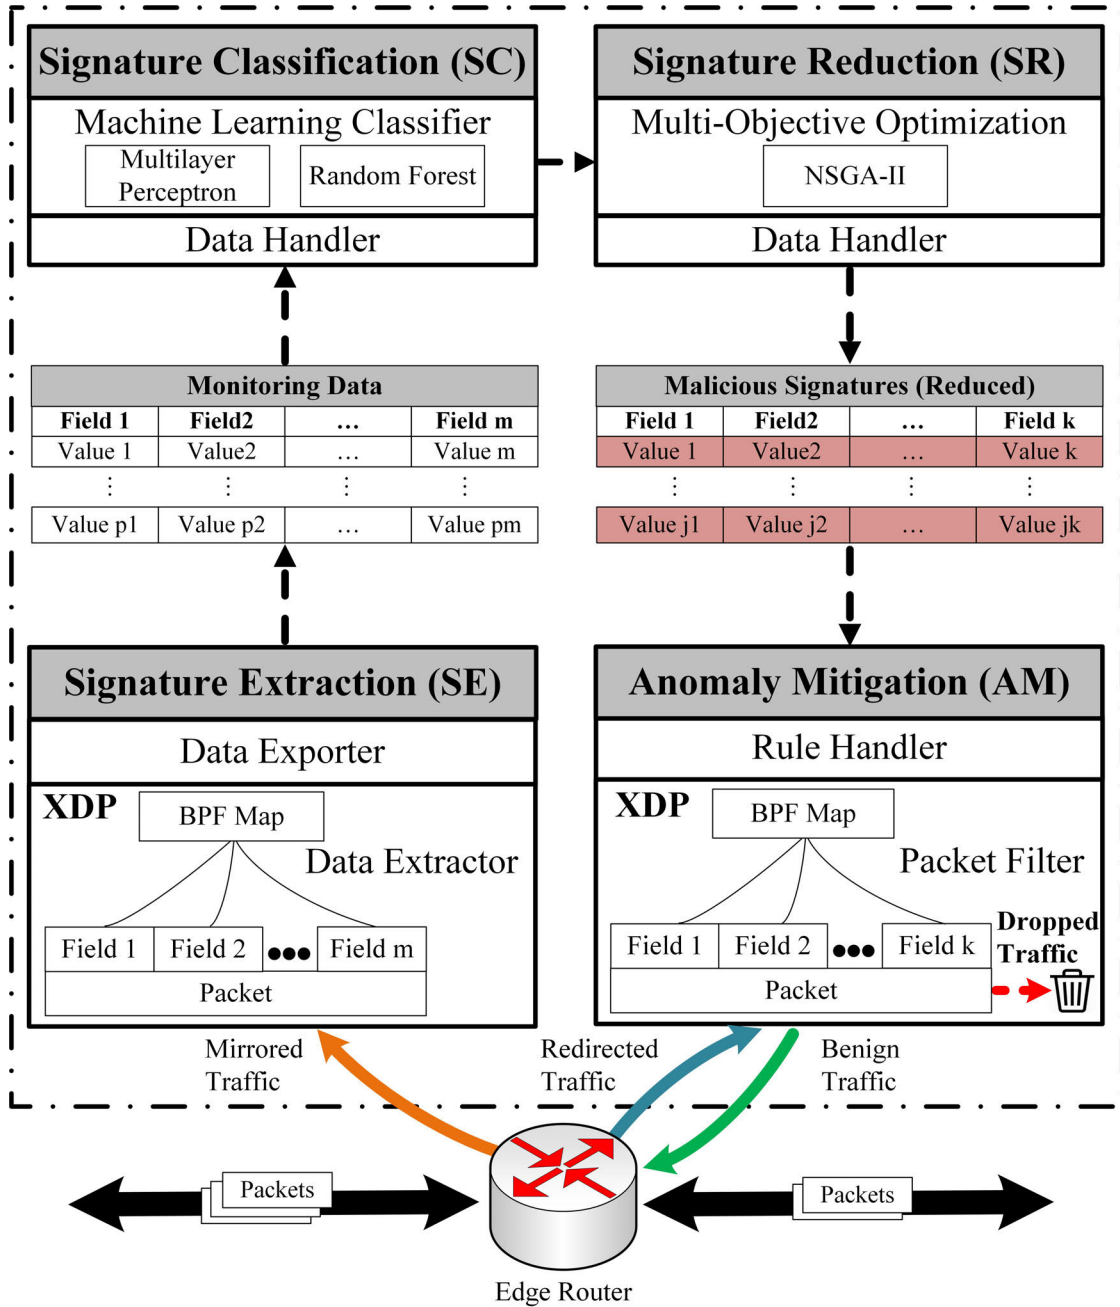 Signature Classification (SC)
Machine Learning Classifier
Multilayer
Perceptron
Random Forest
Data Handler
Signature Reduction (SR)
Multi-Objective Optimization
NSGA-II
Data Handler
Monitoring Data
Field 1 Field2 … Field m
Value 1 Value2 … Value m
⋮ ⋮ ⋮ ⋮
Value p1 Value p2 … Value pm
Malicious Signatures (Reduced)
Field 1 Field2 … Field k
Value 1 Value2 … Value k
⋮ ⋮ ⋮ ⋮
Value j1 Value j2 … Value jk
Signature Extraction (SE)
Data Exporter
XDP
BPF Map
Data Extractor
Field 1 Field 2 ●●● Field m
Packet
Anomaly Mitigation (AM)
Rule Handler
XDP
BPF Map
Packet Filter
Field 1 Field 2 ●●● Field k
Packet
Dropped
Traffic
Mirrored
Traffic
Redirected
Traffic
Benign
Traffic
Packets
Packets
Edge Router